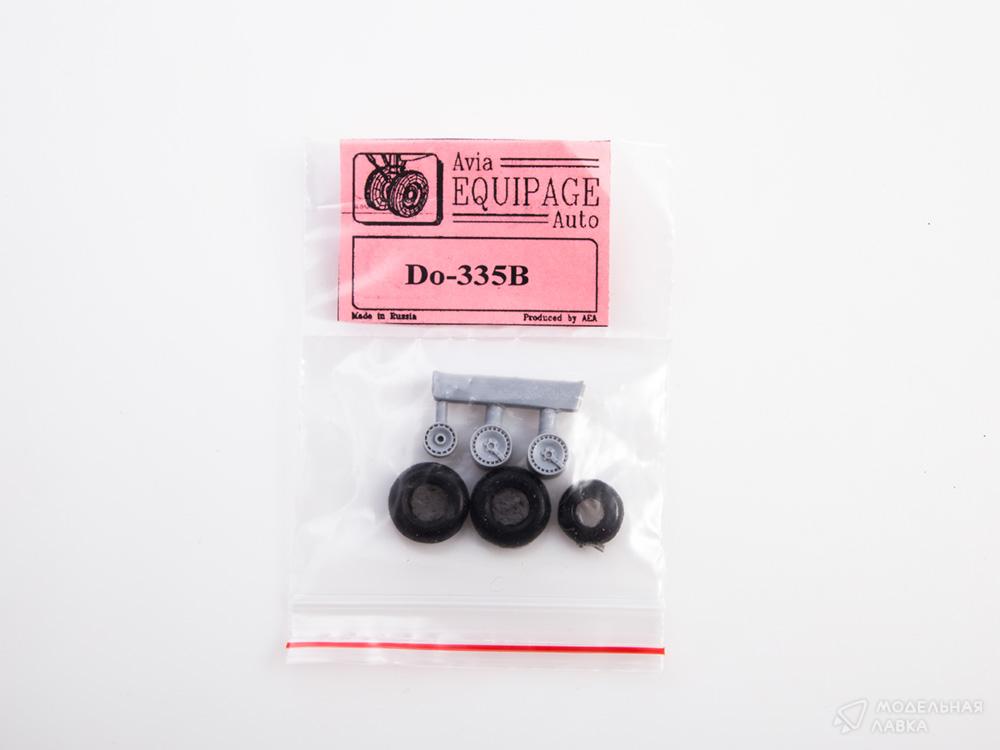 Avia
EQUIPAGE
Auto
Do-335B
Made in Russia
Produced by AEA
МОДЕЛЬНАЯ
ЛАВКА